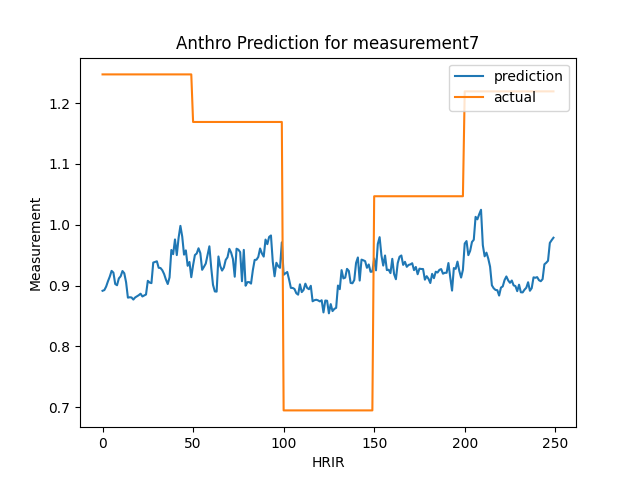 Anthro Prediction for measurement7
prediction
actual
1.2
1.1
1.0
0.9
0.8
0.7
Measurement
0
50
100
150
200
250
HRIR